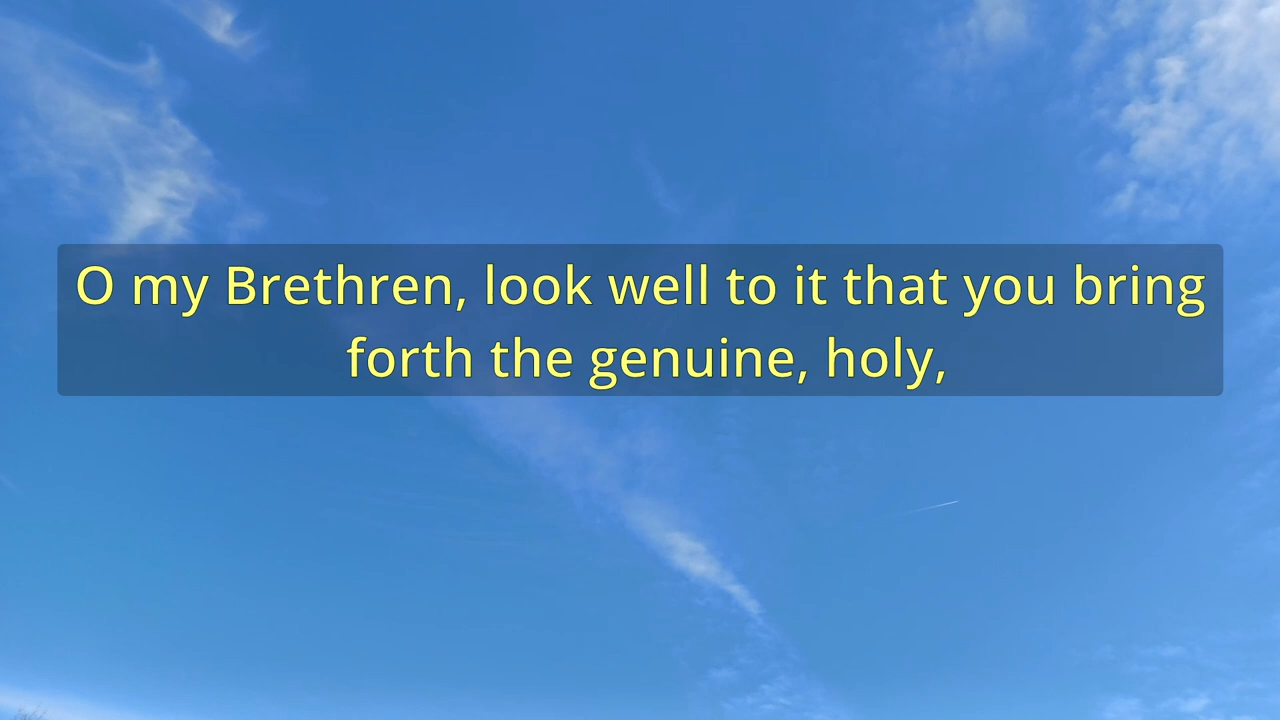 O my Brethren, look well to it that you bring
forth the genuine, holy,